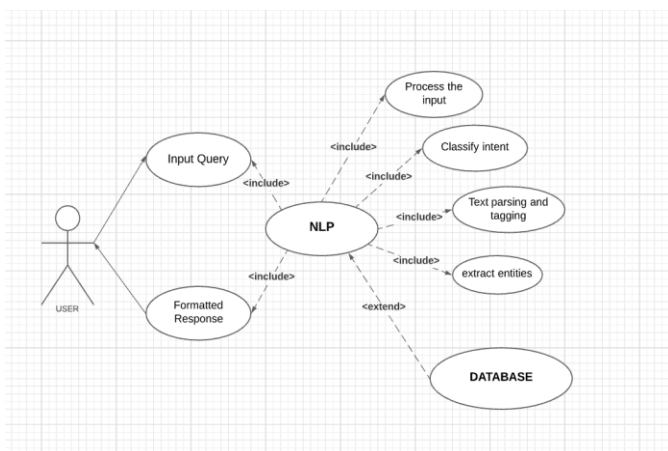 Process the
input
<include>
Classify intent
Input Query
<include>
<include>
Text parsing and
tagging
<include>
NLP
<include>
extract entities
USER
<include>
Formatted
Response
<extend>
DATABASE